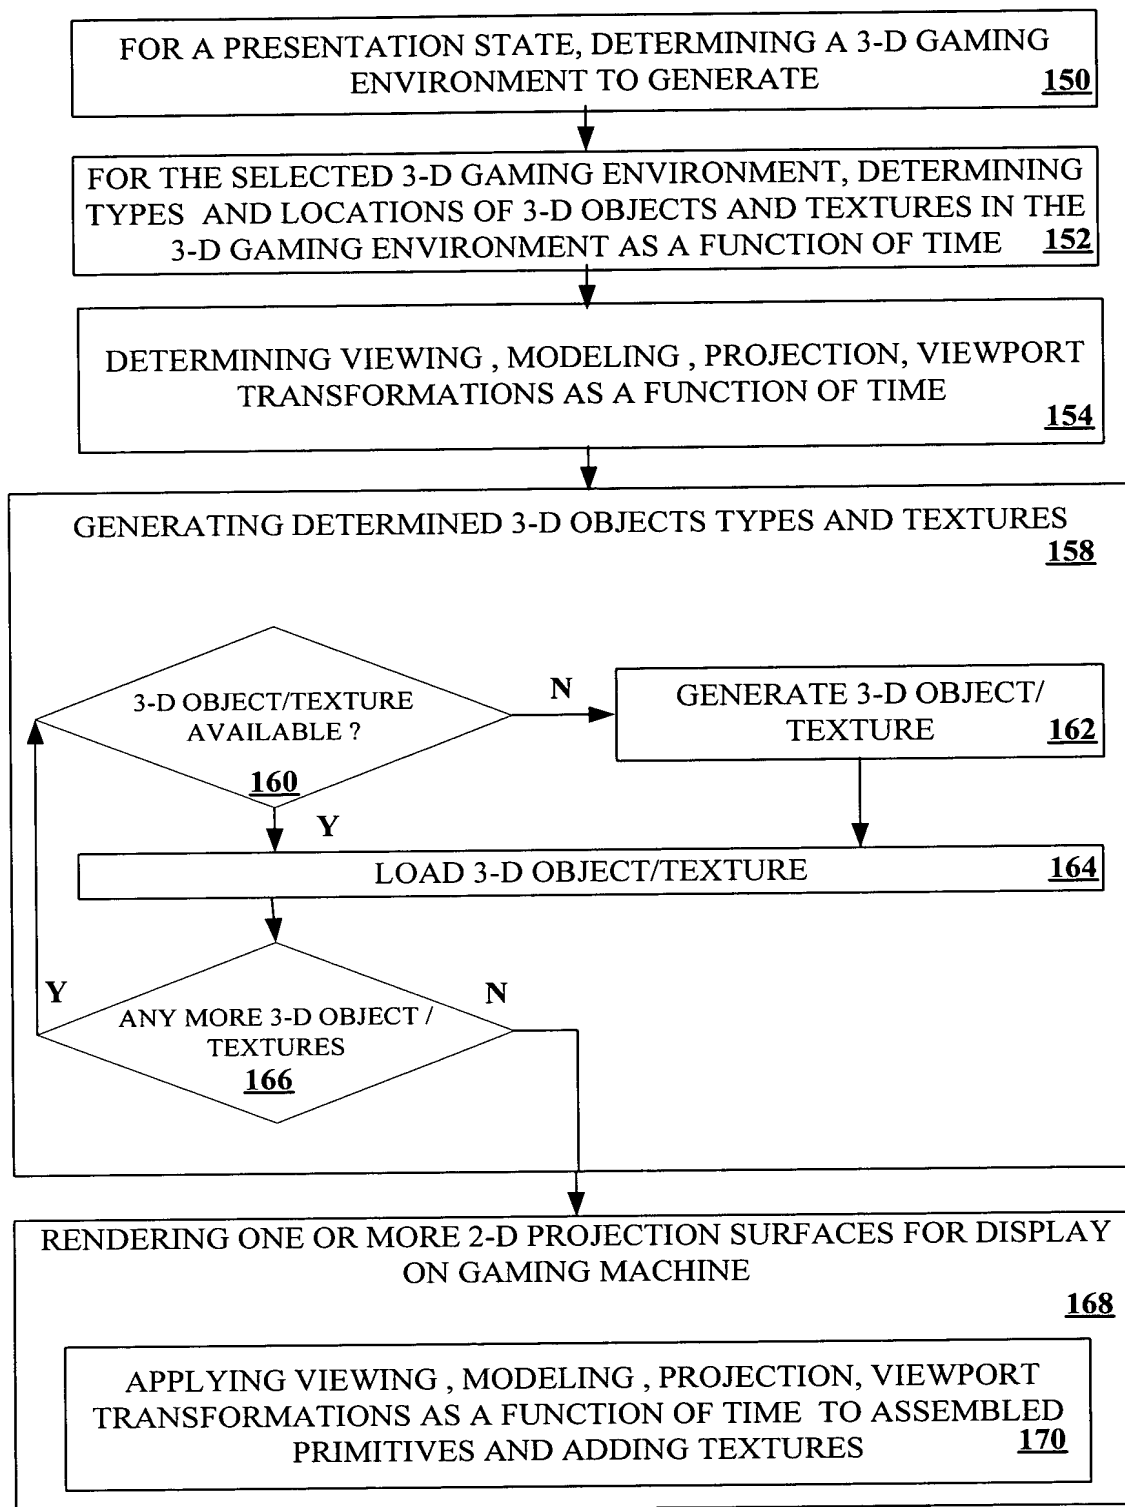 FOR A PRESENTATION STATE, DETERMINING A 3-D GAMING
ENVIRONMENT TO GENERATE
150
FOR THE SELECTED 3-D GAMING ENVIRONMENT, DETERMINING
TYPES AND LOCATIONS OF 3-D OBJECTS AND TEXTURES IN THE
3-D GAMING ENVIRONMENT AS A FUNCTION OF TIME
152
DETERMINING VIEWING , MODELING , PROJECTION, VIEWPORT
TRANSFORMATIONS AS A FUNCTION OF TIME
154
GENERATING DETERMINED 3-D OBJECTS TYPES AND TEXTURES
158
3-D OBJECT/TEXTURE
AVAILABLE ?
160
N
GENERATE 3-D OBJECT/
TEXTURE
162
Y
LOAD 3-D OBJECT/TEXTURE
164
Y
N
ANY MORE 3-D OBJECT /
TEXTURES
166
RENDERING ONE OR MORE 2-D PROJECTION SURFACES FOR DISPLAY
ON GAMING MACHINE
168
APPLYING VIEWING , MODELING , PROJECTION, VIEWPORT
TRANSFORMATIONS AS A FUNCTION OF TIME TO ASSEMBLED
PRIMITIVES AND ADDING TEXTURES
170